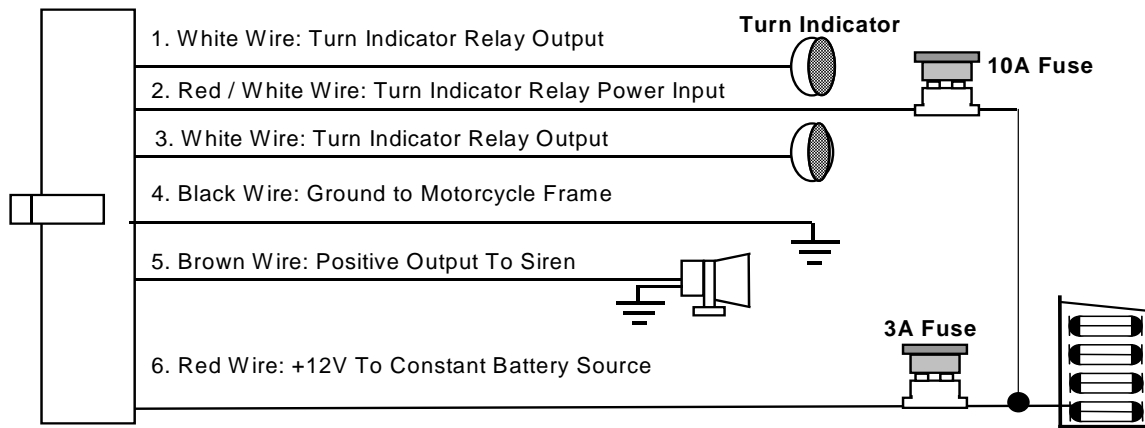 Turn Indicator
1. White Wire: Turn Indicator Relay Output
10A Fuse
2. Red / White Wire: Turn Indicator Relay Power Input
3. White Wire: Turn Indicator Relay Output
4. Black Wire: Ground to Motorcycle Frame
5. Brown Wire: Positive Output To Siren
3A Fuse
6. Red Wire: +12V To Constant Battery Source